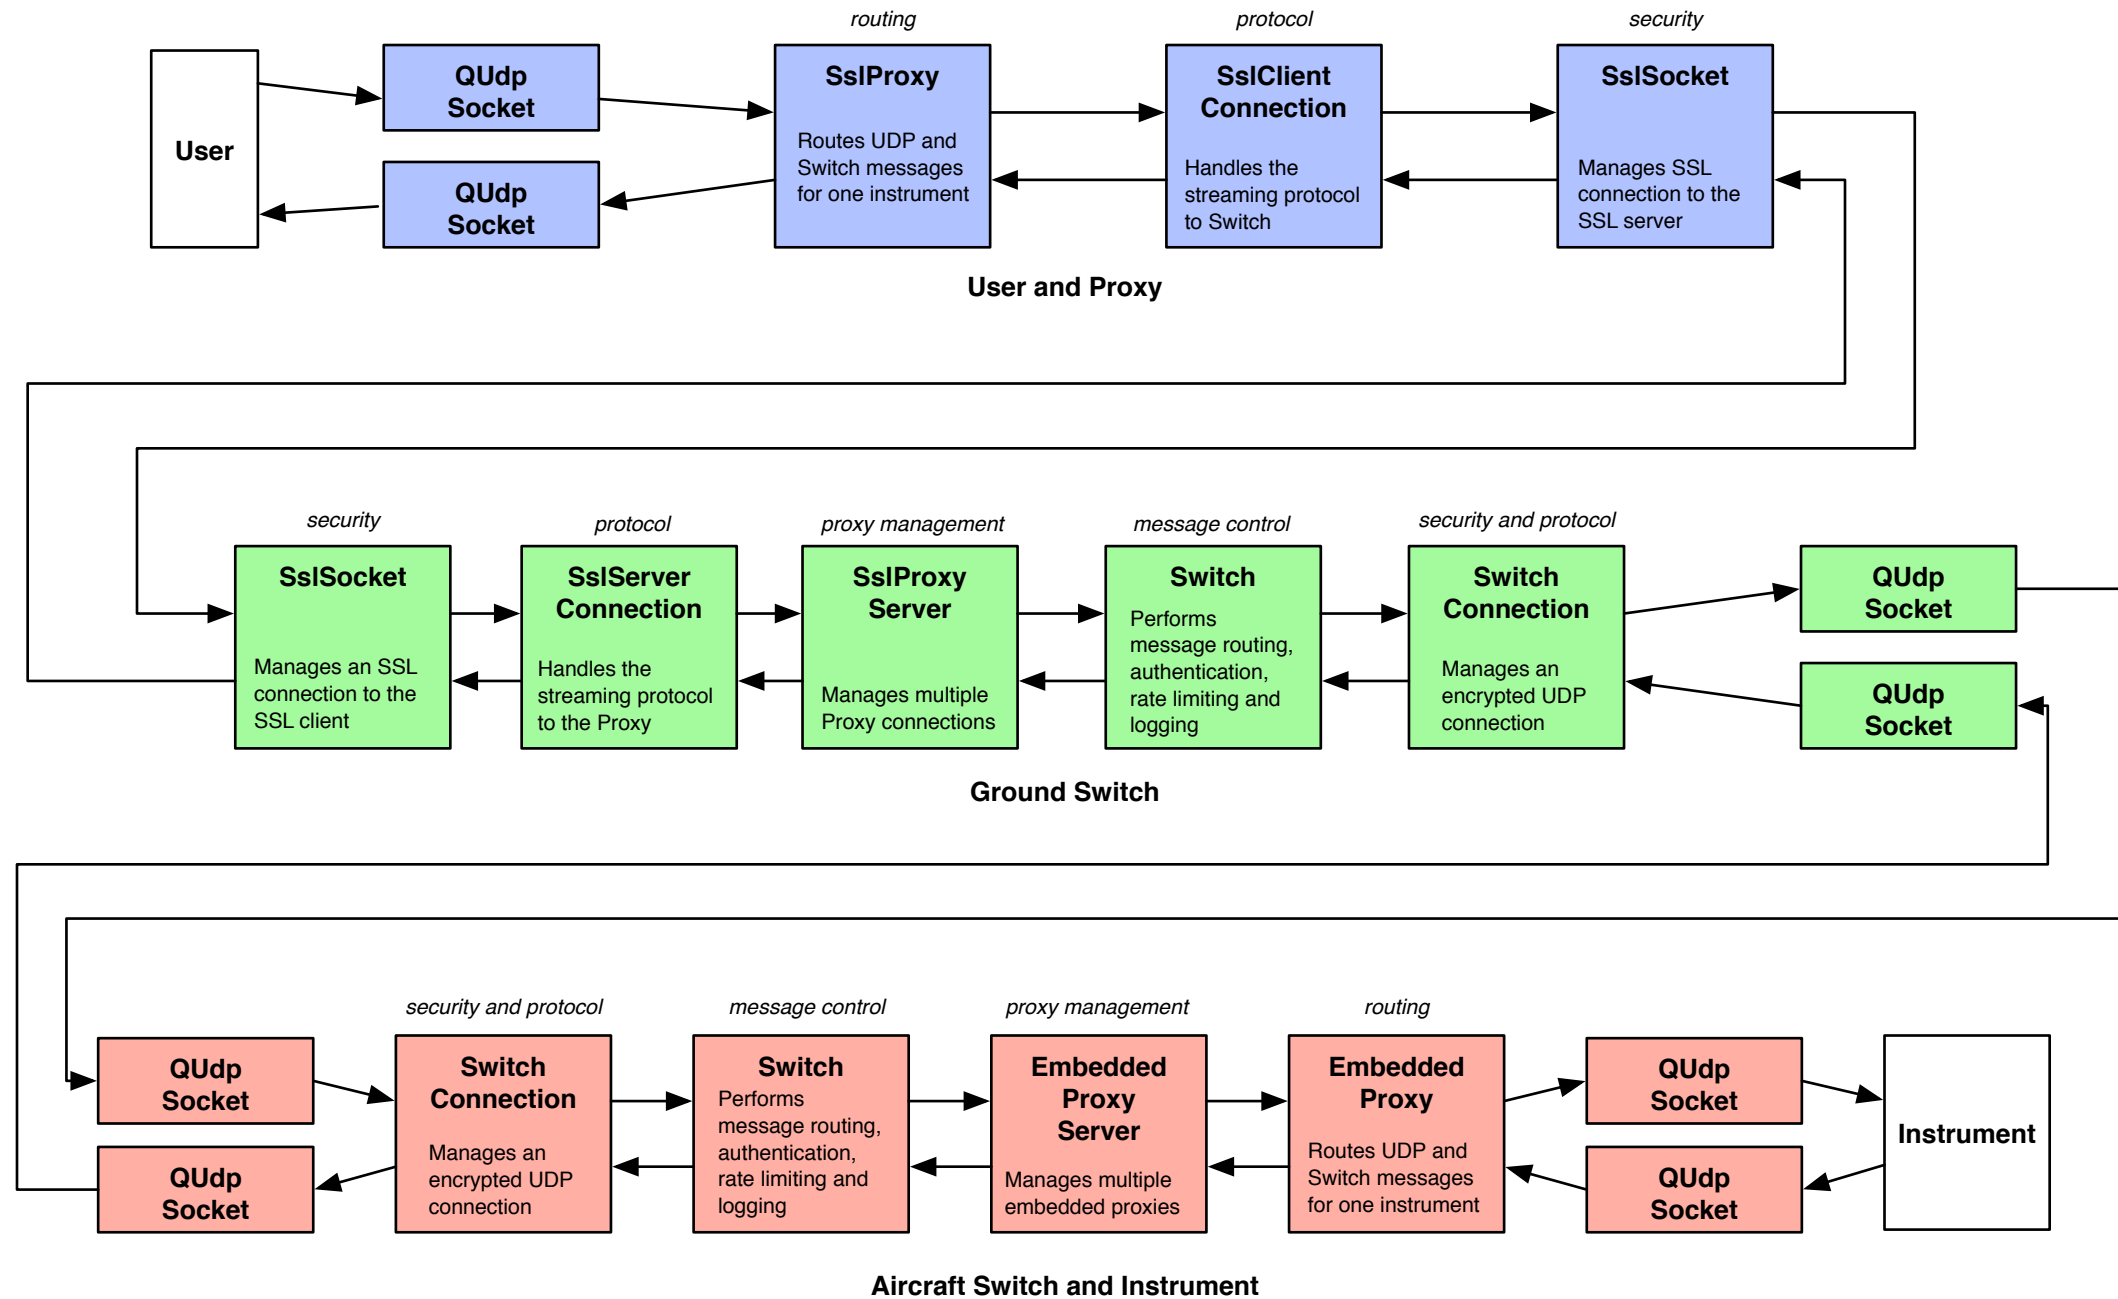 routing
protocol
security
User
QUdp
Socket
QUdp
Socket
SslProxy
Routes UDP and
Switch messages
for one instrument
SslClient
Connection
Handles the
streaming protocol
to Switch
SslSocket
Manages SSL
connection to the
SSL server
User and Proxy
security
protocol
proxy management
message control
security and protocol
SslSocket
Manages an SSL
connection to the
SSL client
SslServer
Connection
Handles the
streaming protocol
to the Proxy
SslProxy
Server
Manages multiple
Proxy connections
Switch
Performs
message routing,
authentication,
rate limiting and
logging
Switch
Connection
Manages an
encrypted UDP
connection
QUdp
Socket
QUdp
Socket
Ground Switch
security and protocol
message control
proxy management
routing
QUdp
Socket
QUdp
Socket
Switch
Connection
Manages an
encrypted UDP
connection
Switch
Performs
message routing,
authentication,
rate limiting and
logging
Embedded
Proxy
Server
Manages multiple
embedded proxies
Embedded
Proxy
Routes UDP and
Switch messages
for one instrument
QUdp
Socket
QUdp
Socket
Instrument
Aircraft Switch and Instrument